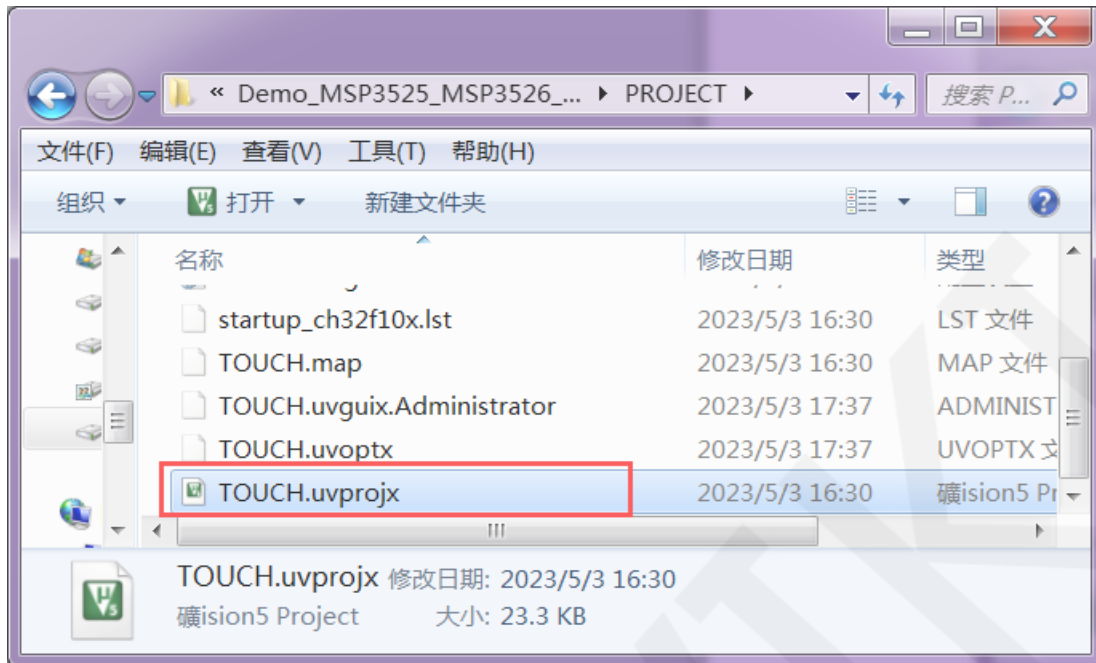 « Demo_MSP3525_MSP3526_... PROJECT 搜索 P...
文件(F) 编辑(E) 查看(V) 工具(T) 帮助(H)
组织 打开 新建文件夹
名称 修改日期 类型
startup_ch32f10x.lst 2023/5/3 16:30 LST 文件
TOUCH.map 2023/5/3 16:30 MAP 文件
TOUCH.uvguix.Administrator 2023/5/3 17:37 ADMINIST
TOUCH.uvoptx 2023/5/3 17:37 UVOPTX
TOUCH.uvprojx 2023/5/3 16:30 礦ision5 Pr
TOUCH.uvprojx 修改日期: 2023/5/3 16:30
礦ision5 Project 大小: 23.3 KB